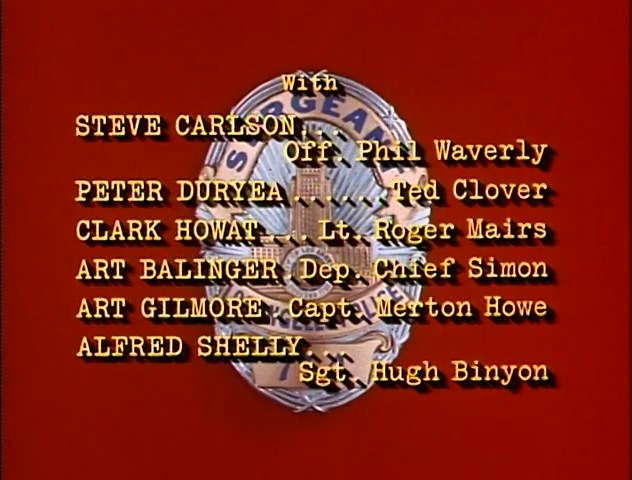 With
STEVE CARLSON...
Off. Phil Waverly
PETER DURYEA......Ted Clover
CLARK HOWAT....Lt. Roger Mairs
ART BALINGER.Dep. Chief Simon
ART GILMORE..Capt. Merton Howe
ALFRED SHELLY...
Sgt. Hugh Binyon
SERGEANT